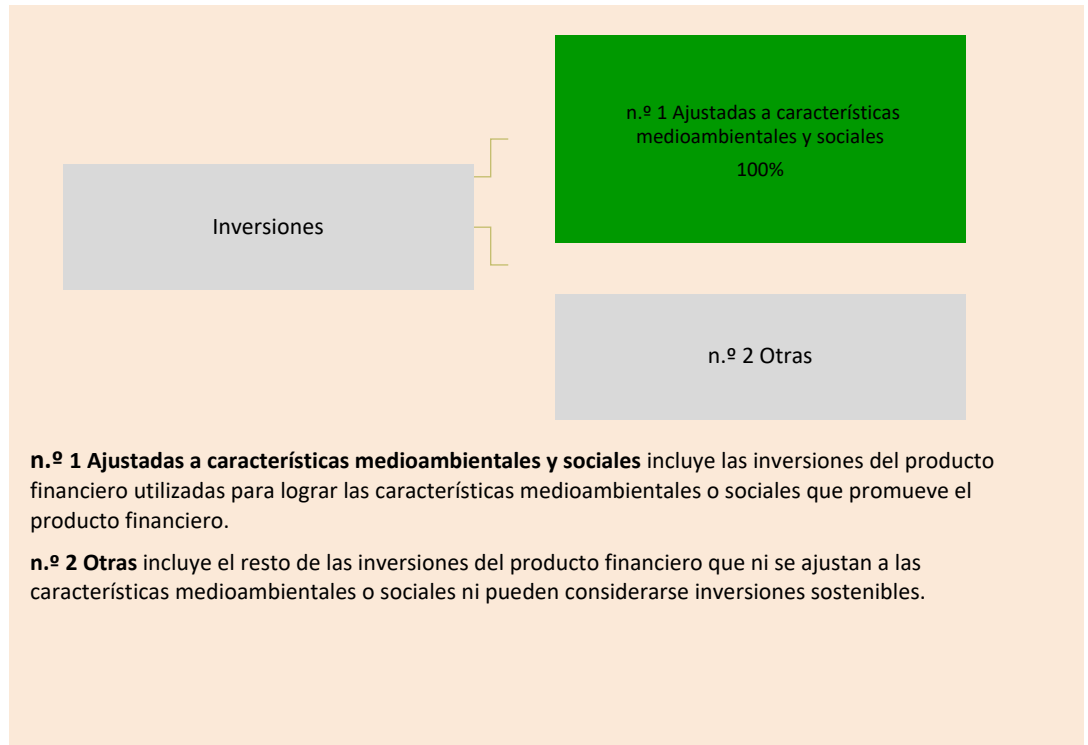 n.º 1 Ajustadas a características
medioambientales y sociales
100%
Inversiones
n.º 2 Otras
n.º 1 Ajustadas a características medioambientales y sociales incluye las inversiones del producto
financiero utilizadas para lograr las características medioambientales o sociales que promueve el
producto financiero.
n.º 2 Otras incluye el resto de las inversiones del producto financiero que ni se ajustan a las
características medioambientales o sociales ni pueden considerarse inversiones sostenibles.